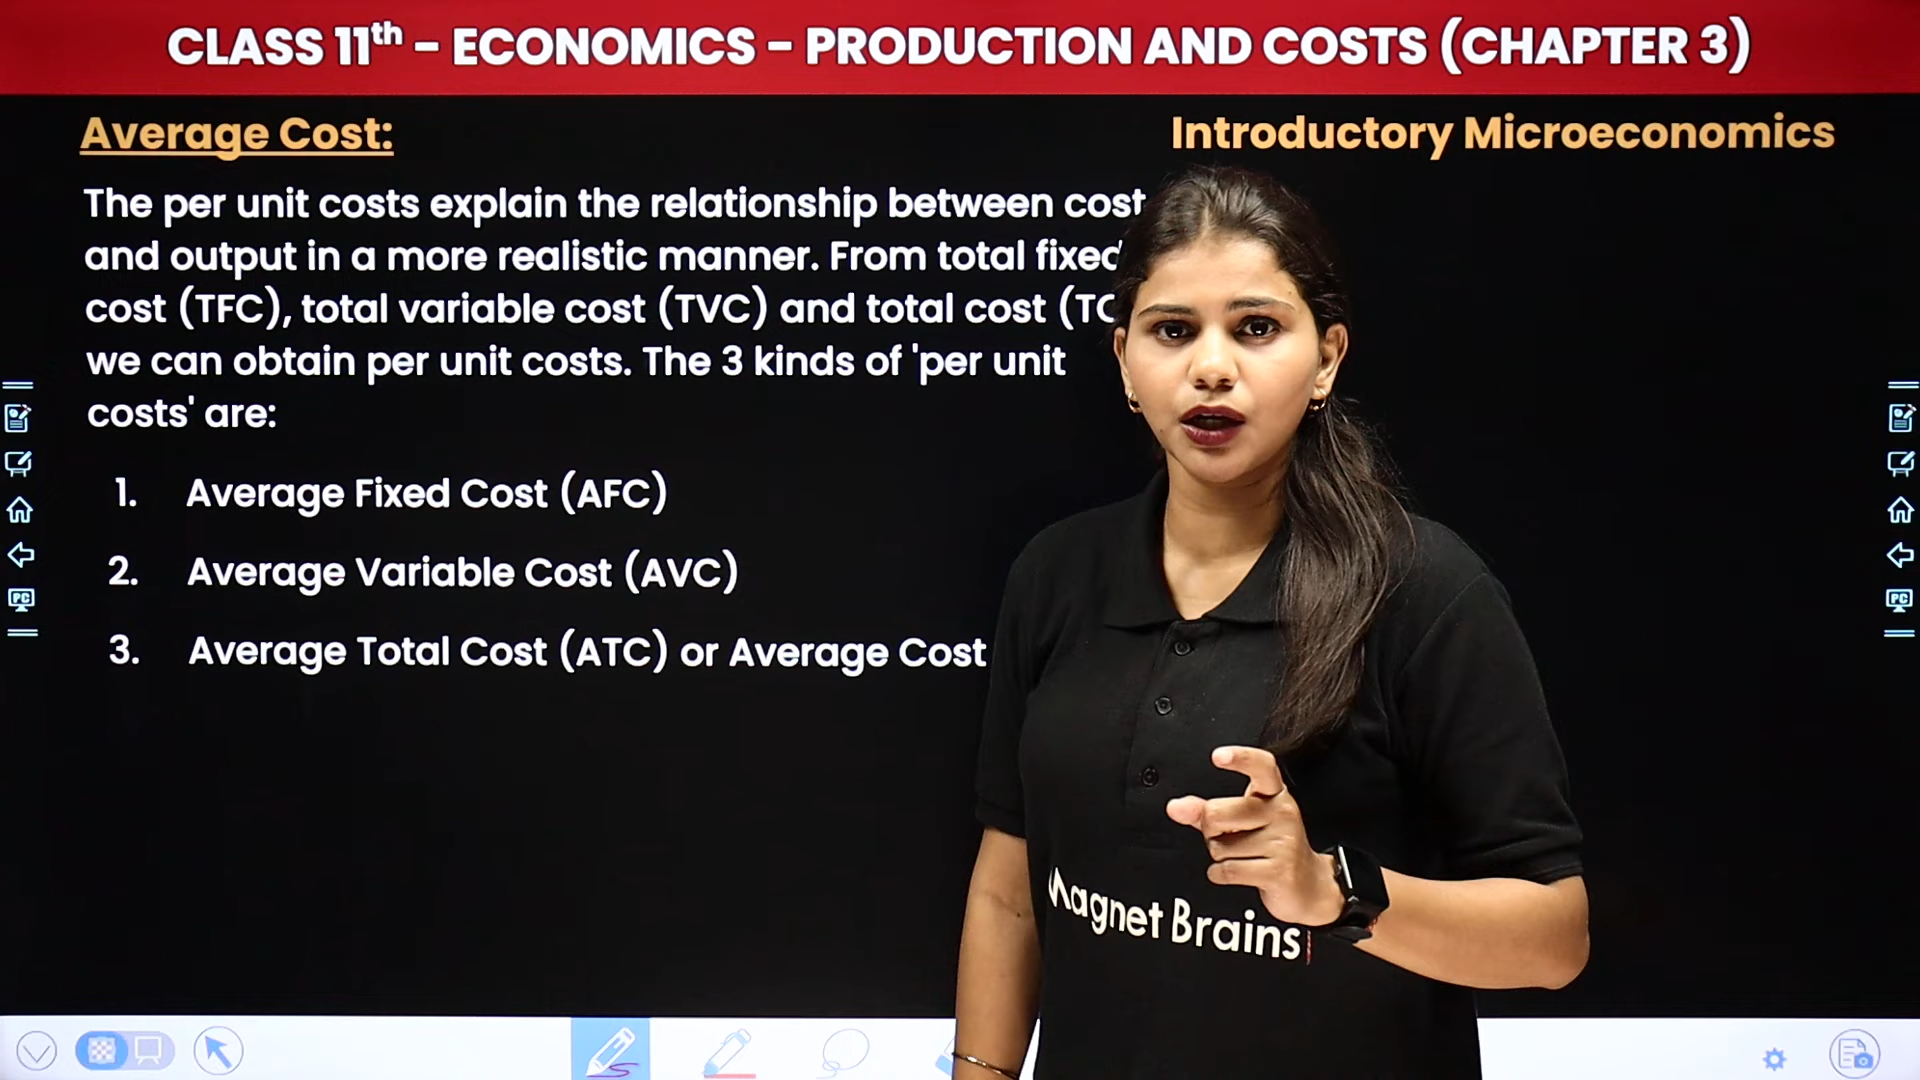 CLASS 11th - ECONOMICS - PRODUCTION AND COSTS (CHAPTER 3)
Average Cost:
Introductory Microeconomics
The per unit costs explain the relationship between cost
and output in a more realistic manner. From total fixed
cost (TFC), total variable cost (TVC) and total cost (TC
we can obtain per unit costs. The 3 kinds of 'per unit
costs' are:
1. Average Fixed Cost (AFC)
2. Average Variable Cost (AVC)
3. Average Total Cost (ATC) or Average Cost
Magnet Brains
PC
PC